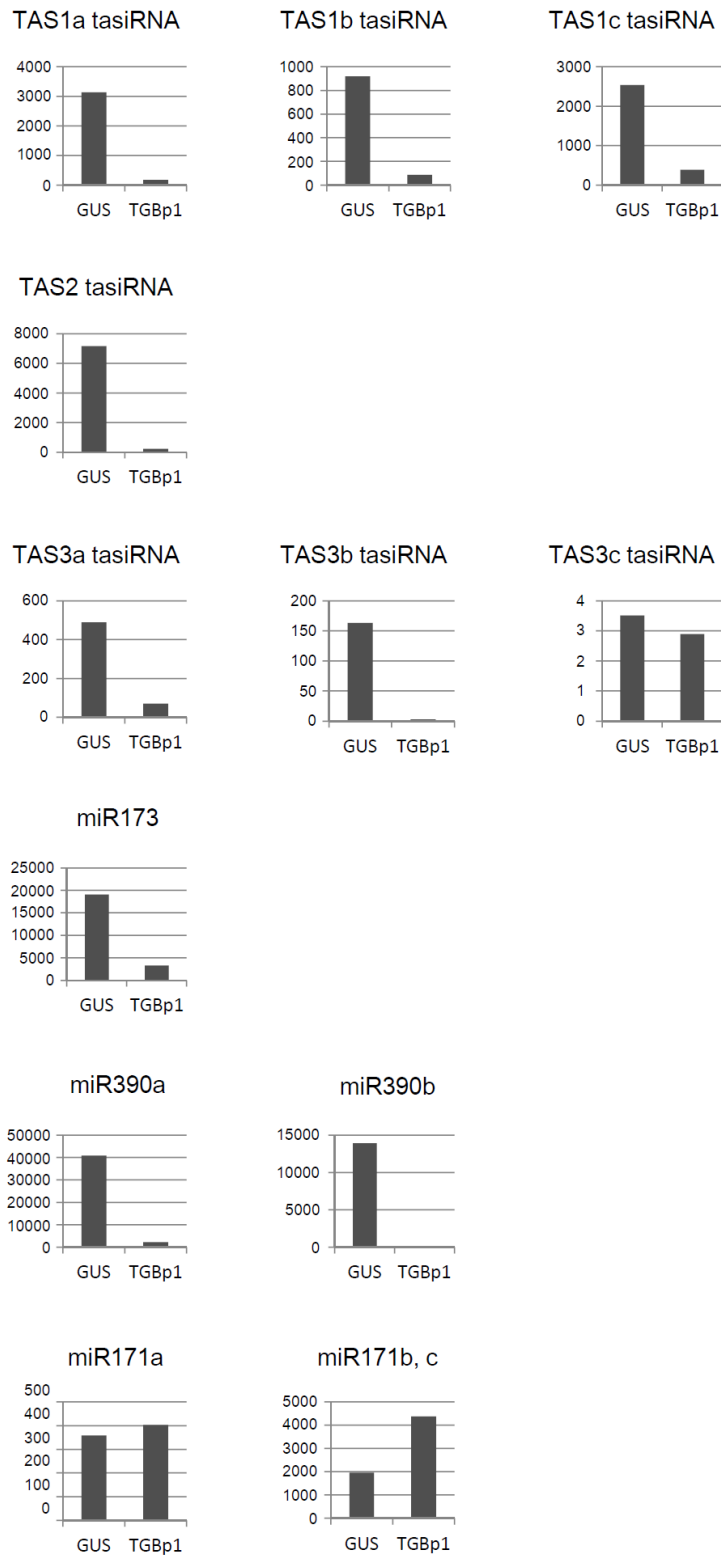 TAS1a tasiRNA TAS1b tasiRNA TAS1c tasiRNA
4000 1000 3000
3000 800 2000
2000 600 1000
1000 400 0
0 200
0
GUS TGBp1 GUS TGBp1 GUS TGBp1
TAS2 tasiRNA
8000
6000
4000
2000
0
GUS TGBp1
TAS3a tasiRNA TAS3b tasiRNA TAS3c tasiRNA
600 200 4
400 150 3
200 100 2
0 50 1
0 0
GUS TGBp1 GUS TGBp1 GUS TGBp1
miR173
25000
20000
15000
10000
5000
0
GUS TGBp1
miR390a miR390b
50000 15000
40000 10000
30000 5000
20000 0
10000
0
GUS TGBp1 GUS TGBp1
miR171a miR171b, c
500 5000
400 4000
300 3000
200 2000
100 1000
0 0
GUS TGBp1 GUS TGBp1